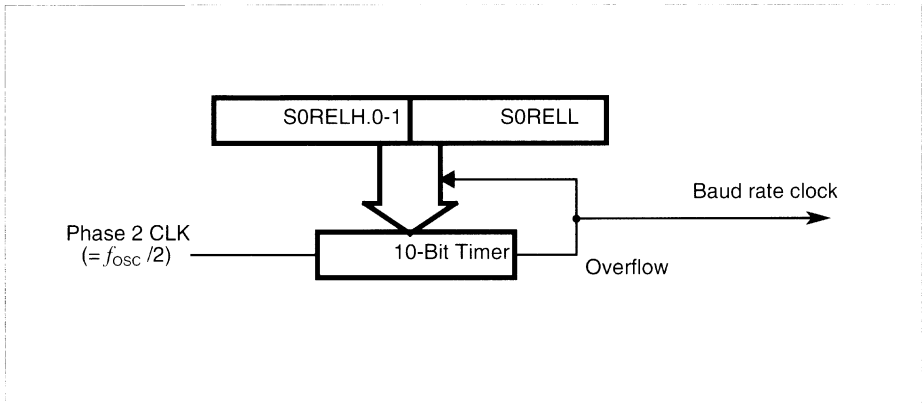 S0RELH.0-1 S0RELL
Baud rate clock
Phase 2 CLK
(= fOSC /2)
10-Bit Timer
Overflow